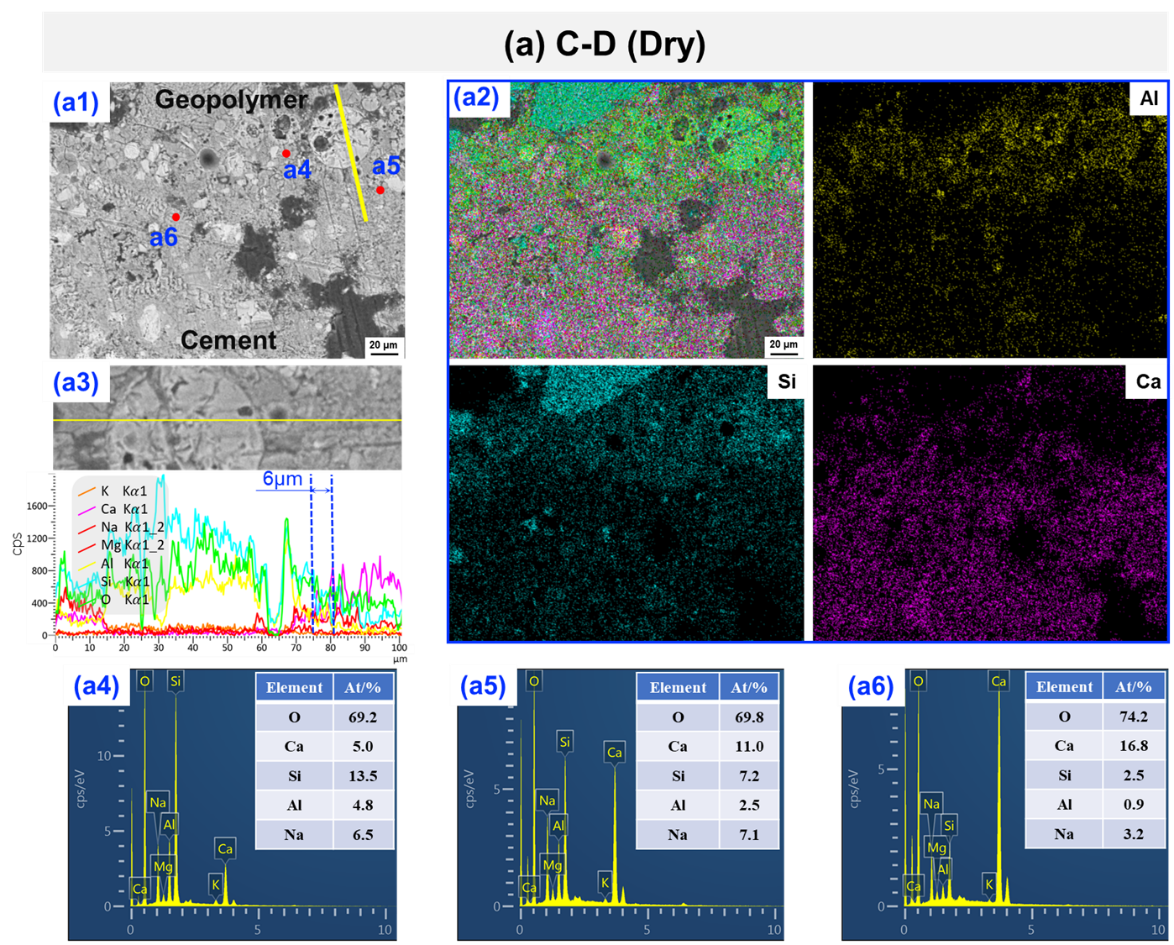 (a) C-D (Dry)
(a1)
Geopolymer
a4
a5
a6
Cement
20 μm
(a2)
20 μm
Al
Si
Ca
(a3)
6μm
K Kα1
Ca Kα1
Na Kα1_2
Mg Kα1_2
Al Kα1
Si Kα1
O Kα1
cps
1600
1200
800
400
0
0 10 20 30 40 50 60 70 80 90 100
μm
(a4)
O Si
Na
Al
Mg
Ca
K
Ca
cps/eV
10
5
0
0 5 10
Element At/%
O 69.2
Ca 5.0
Si 13.5
Al 4.8
Na 6.5
(a5)
O
Si
Ca
Na
Al
Mg
K
Ca
cps/eV
5
0
0 5 10
Element At/%
O 69.8
Ca 11.0
Si 7.2
Al 2.5
Na 7.1
(a6)
O Ca
Na
Si
Mg
Al
K
Ca
cps/eV
5
0
0 5 10
Element At/%
O 74.2
Ca 16.8
Si 2.5
Al 0.9
Na 3.2